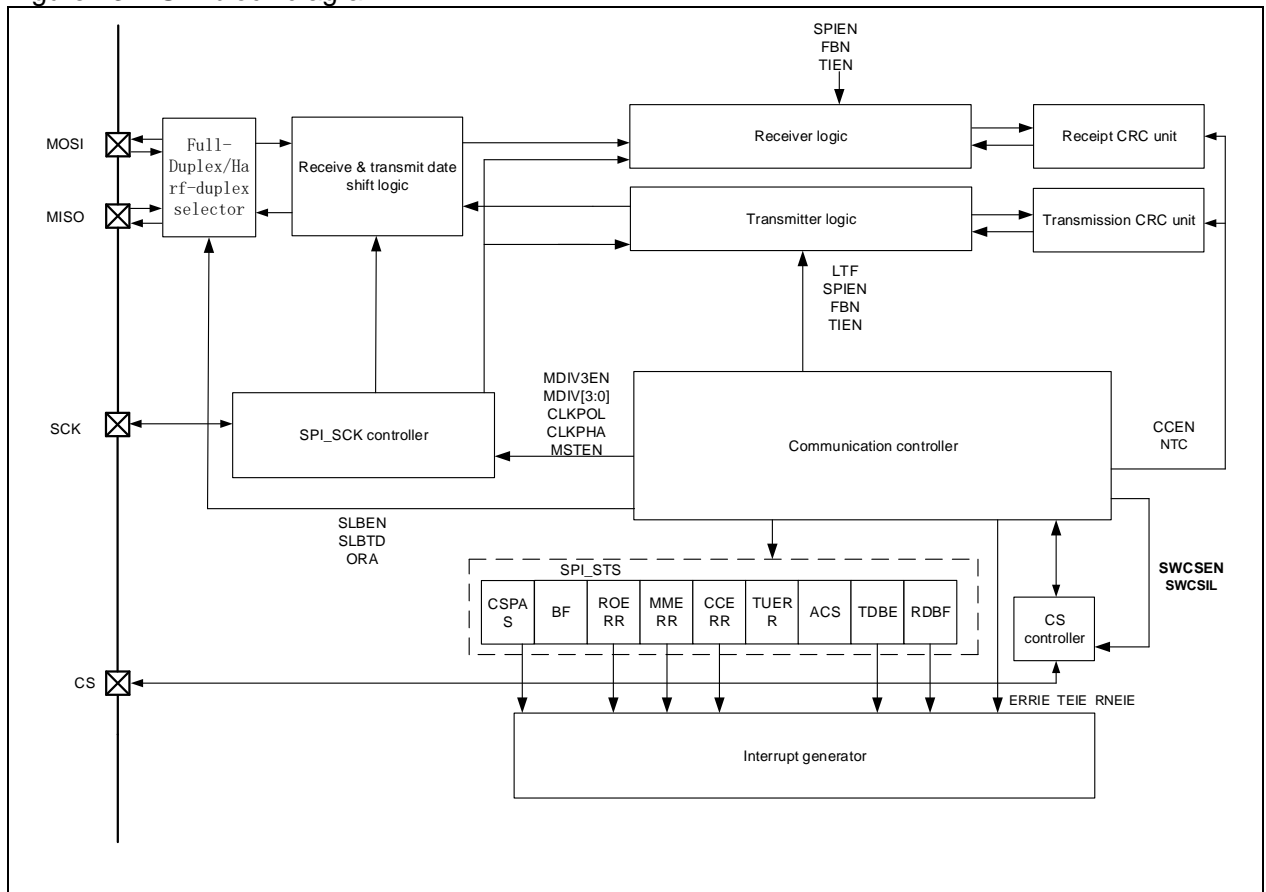 SPIEN
FBN
TIEN
MOSI
Full-
Duplex/Ha
rf-duplex
selector
Receive & transmit date
shift logic
Receiver logic
Receipt CRC unit
MISO
Transmitter logic
Transmission CRC unit
LTF
SPIEN
FBN
TIEN
MDIV3EN
MDIV[3:0]
CLKPOL
CLKPHA
MSTEN
SCK
SPI_SCK controller
Communication controller
CCEN
NTC
SLBEN
SLBTD
ORA
SPI_STS
CSPA
S
BF
ROE
RR
MME
RR
CCE
RR
TUER
R
ACS
TDBE
RDBF
SWCSEN
SWCSIL
CS
controller
CS
ERRIE TEIE RNEIE
Interrupt generator